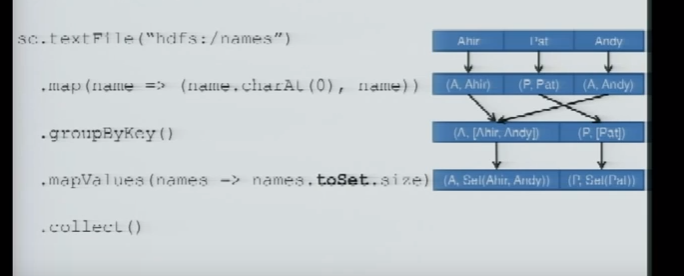 sc.textFile("hdfs:/names")
Ahir Pat Andy
.map(name => (name.charAt(0), name))
(A, Ahir) (P, Pat) (A, Andy)
.groupByKey()
(A, [Ahir, Andy]) (P, [Pat])
.mapValues(names -> names.toSet.size)
(A, Set(Ahir, Andy)) (P, Set(Pat))
.collect()